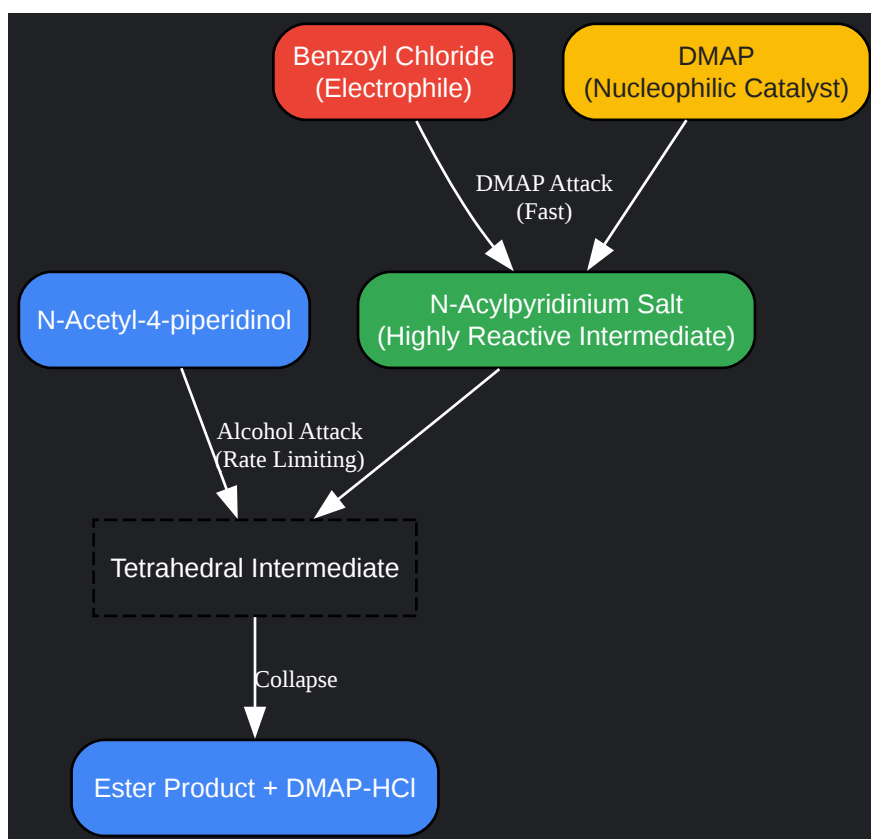 Benzoyl Chloride
(Electrophile)
DMAP
(Nucleophilic Catalyst)
DMAP Attack
(Fast)
N-Acetyl-4-piperidinol
N-Acylpyridinium Salt
(Highly Reactive Intermediate)
Alcohol Attack
(Rate Limiting)
Tetrahedral Intermediate
Collapse
Ester Product + DMAP-HCl